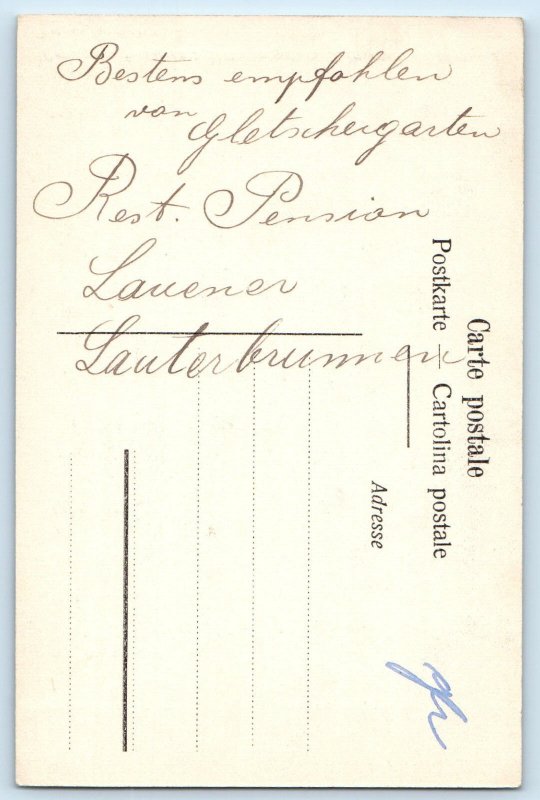 Bestens empfohlen
von Gletschergarten
Rest. Pension
Lauener
Lauterbrunnen
Carte postale
Postkarte — Cartolina postale
Adresse